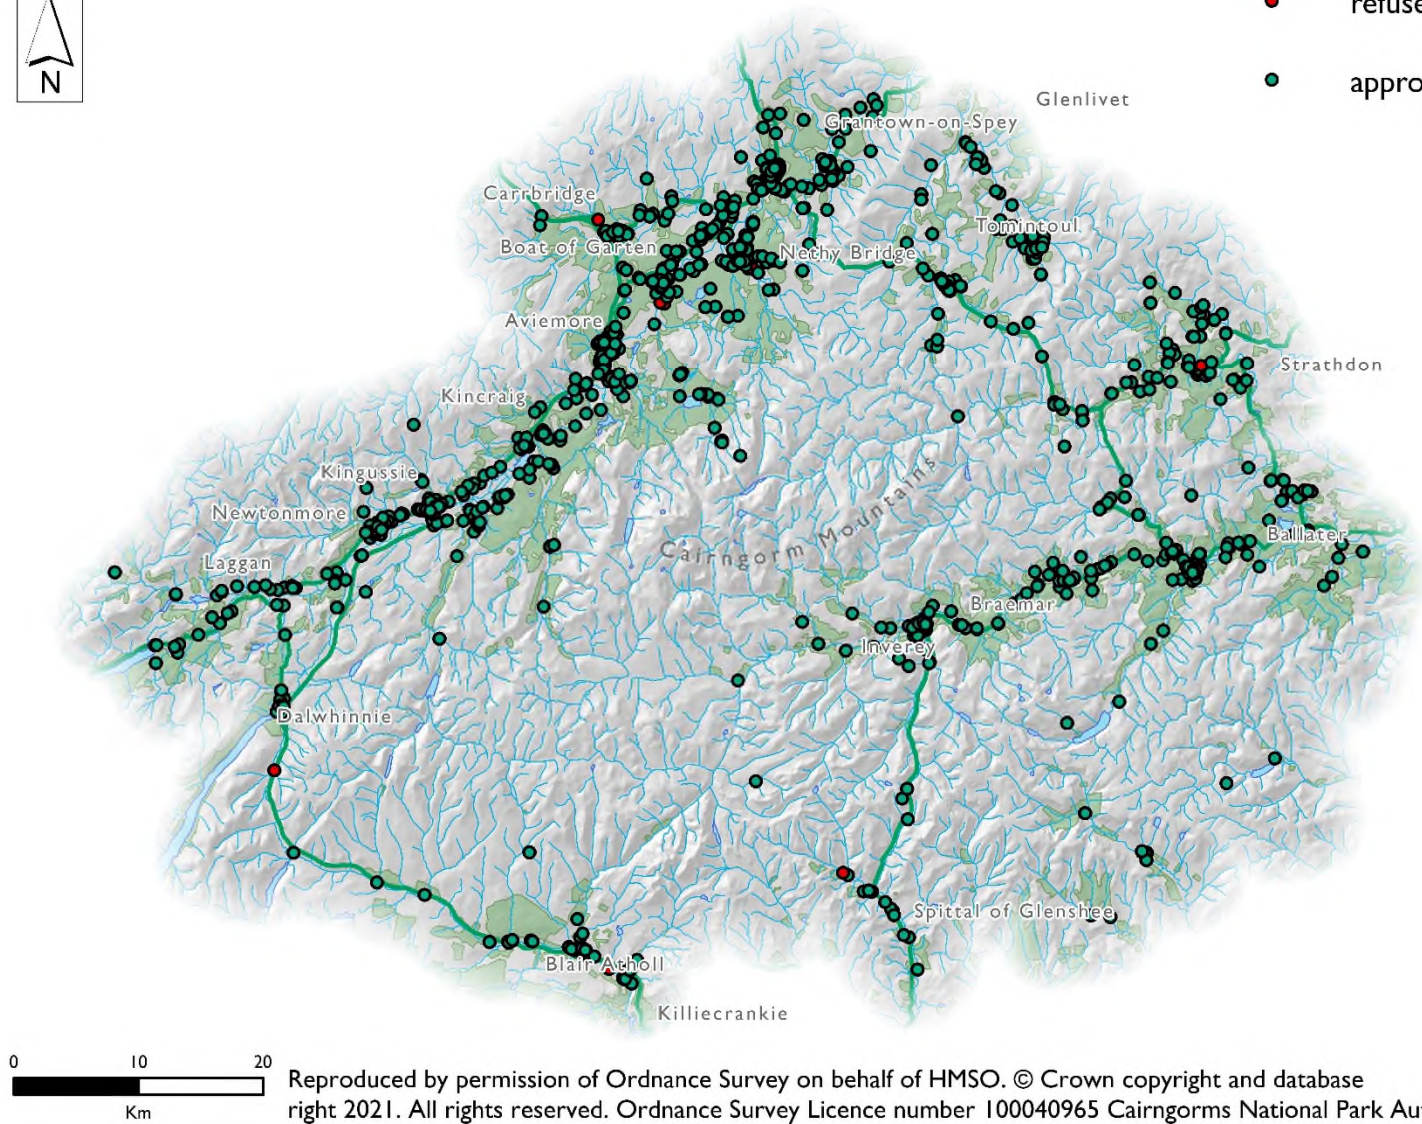 N
refuse
appro
Glenlivet
Grantown-on-Spey
Carrbridge
Boat of Garten
Nethy Bridge
Tomintoul
Aviemore
Strathdon
Kincraig
Kingussie
Newtonmore
Cairngorm Mountains
Ballater
Laggan
Braemar
Inverey
Dalwhinnie
Spittal of Glenshee
Blair Atholl
Killiecrankie
0 10 20
Km
Reproduced by permission of Ordnance Survey on behalf of HMSO. © Crown copyright and database
right 2021. All rights reserved. Ordnance Survey Licence number 100040965 Cairngorms National Park Au